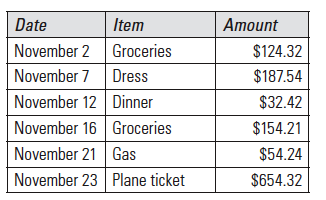 Date Item Amount
November 2 Groceries $124.32
November 7 Dress $187.54
November 12 Dinner $32.42
November 16 Groceries $154.21
November 21 Gas $54.24
November 23 Plane ticket $654.32